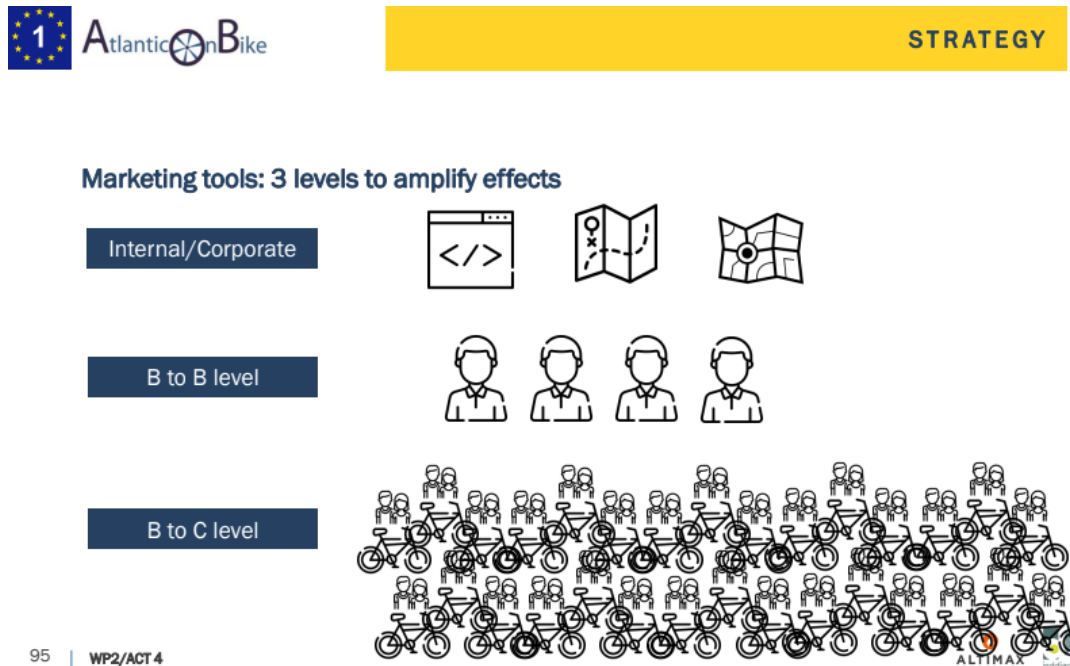 1
AtlanticOnBike
STRATEGY
Marketing tools: 3 levels to amplify effects
Internal/Corporate
</>
B to B level
B to C level
95 | WP2/ACT 4
ALTIMAX